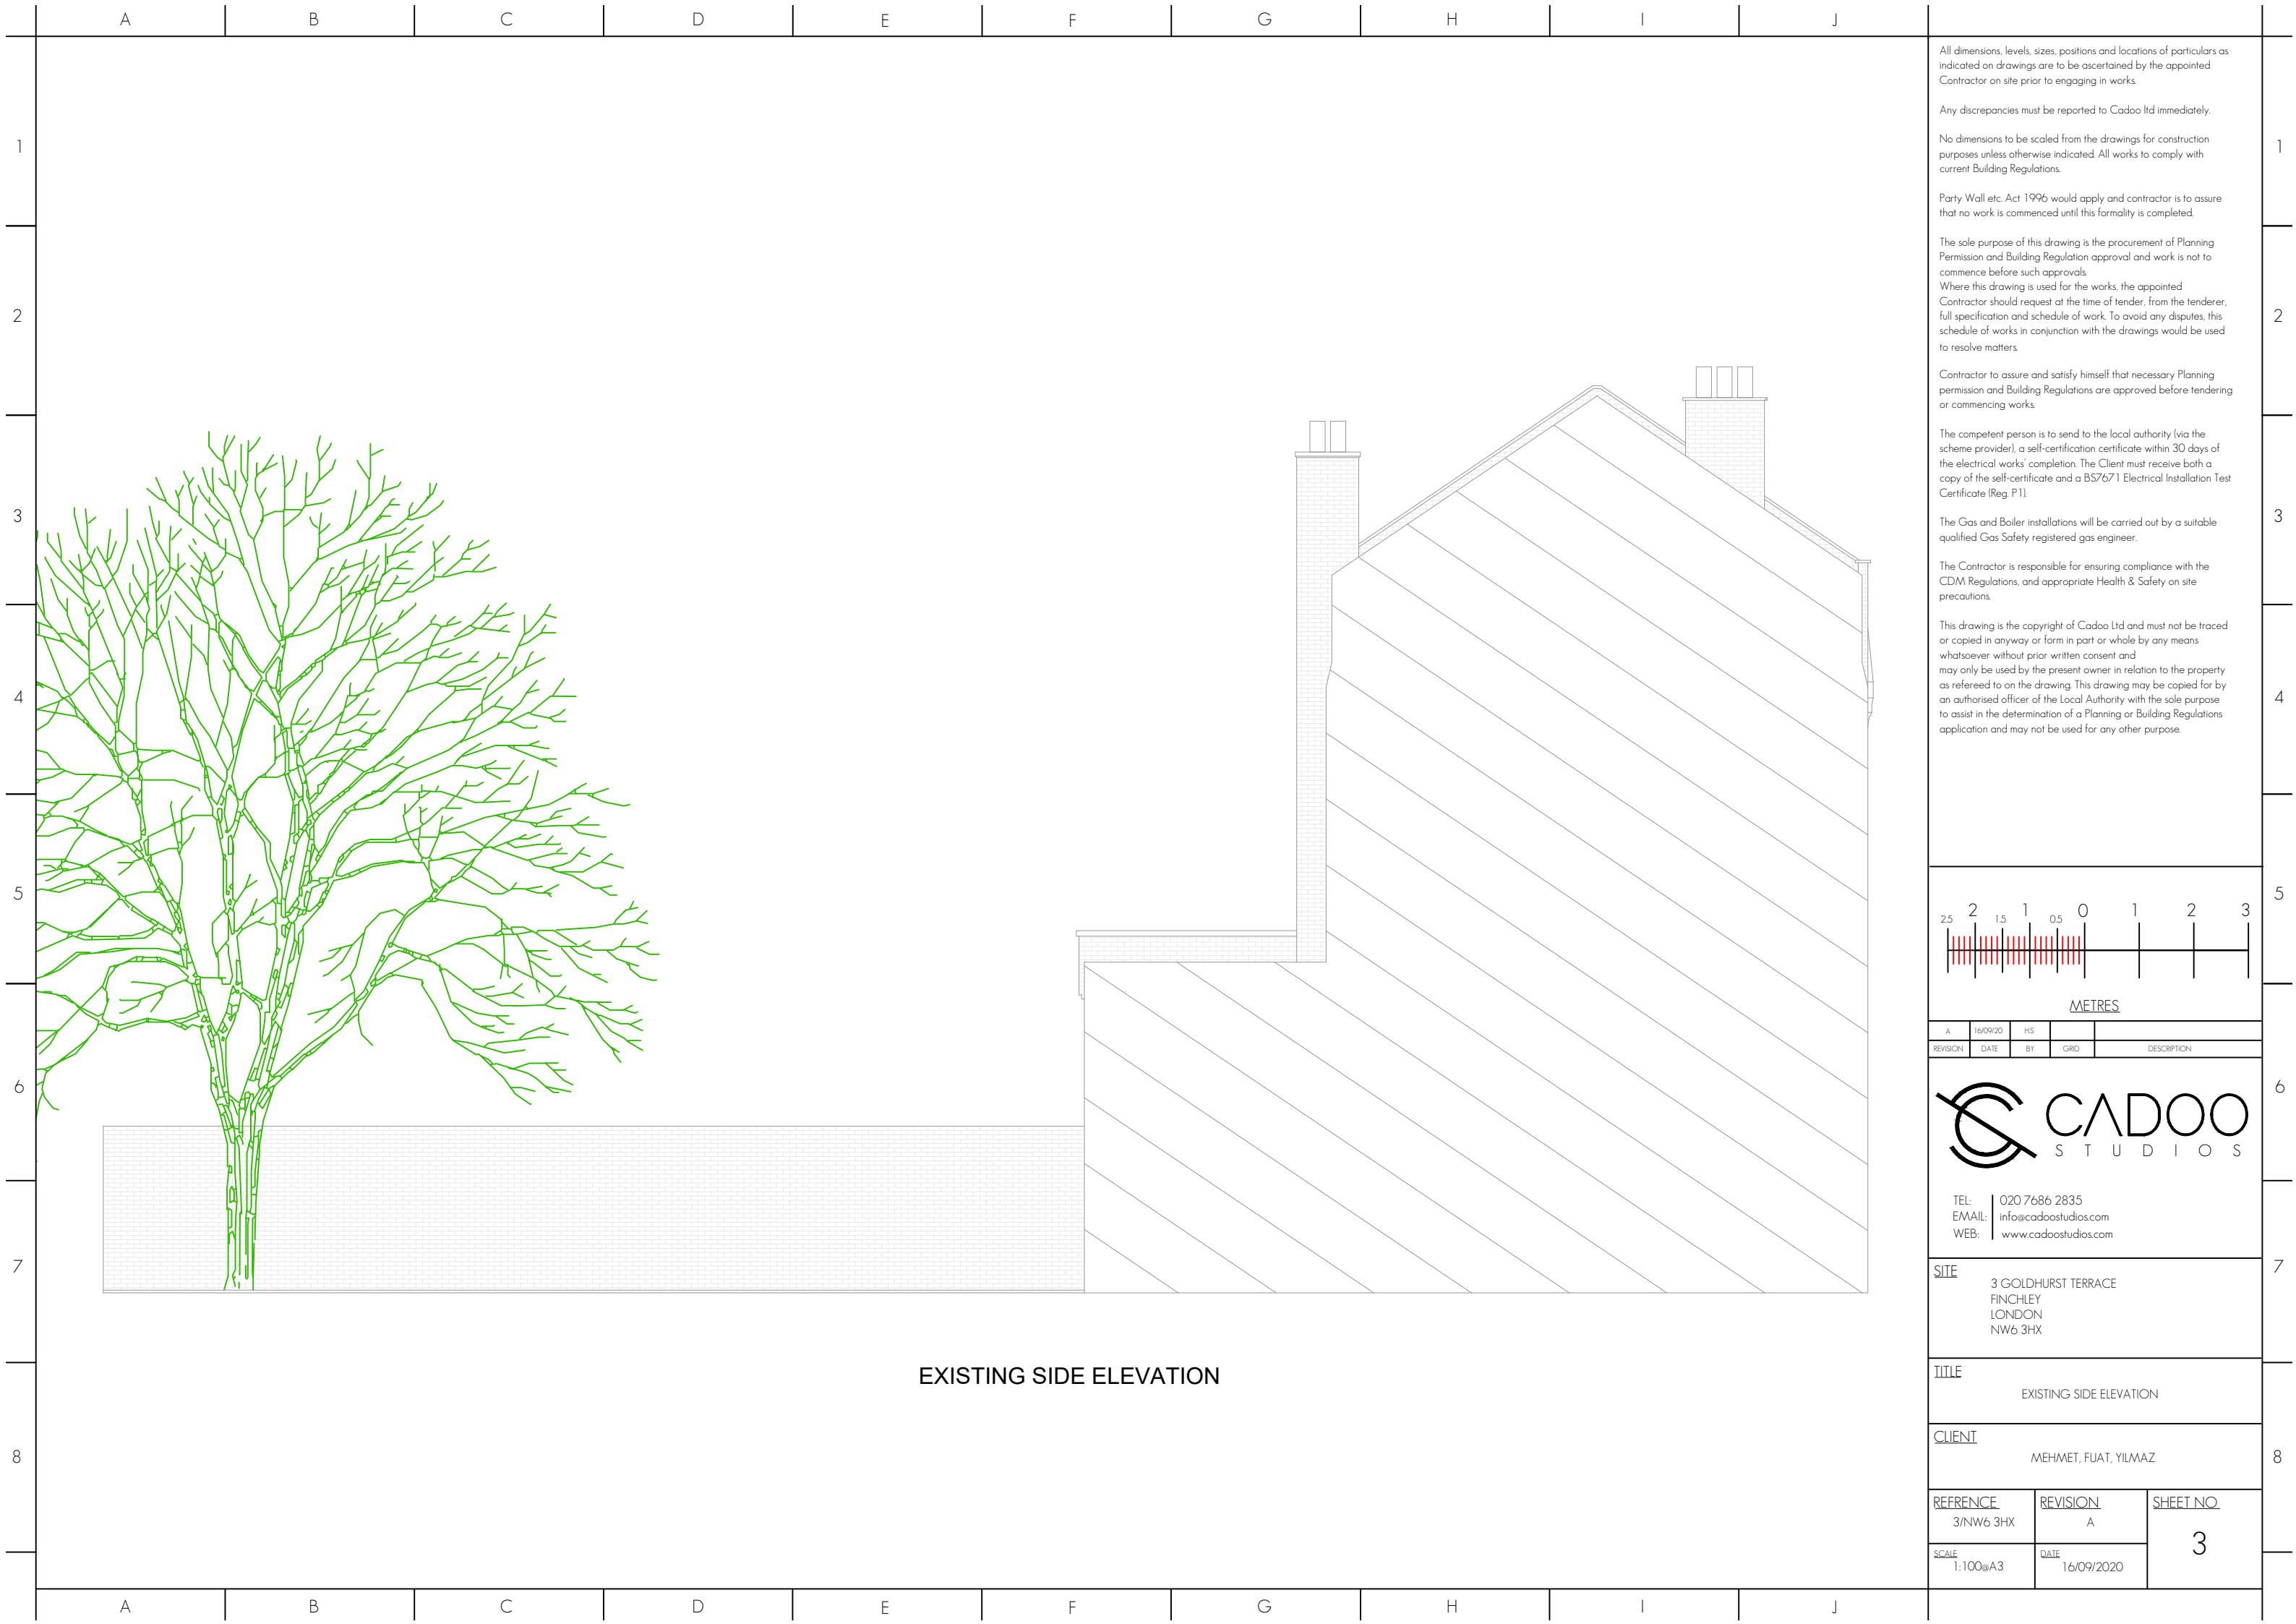 A B C D E F G H I J
1 1
2 2
3 3
4 4
5 5
6 6
7 7
8 8
EXISTING SIDE ELEVATION
A B C D E F G H I J
All dimensions, levels, sizes, positions and locations of particulars as
indicated on drawings are to be ascertained by the appointed
Contractor on site prior to engaging in works.
Any discrepancies must be reported to Cadoo ltd immediately.
No dimensions to be scaled from the drawings for construction
purposes unless otherwise indicated. All works to comply with
current Building Regulations.
Party Wall etc. Act 1996 would apply and contractor is to assure
that no work is commenced until this formality is completed.
The sole purpose of this drawing is the procurement of Planning
Permission and Building Regulation approval and work is not to
commence before such approvals.
Where this drawing is used for the works, the appointed
Contractor should request at the time of tender, from the tenderer,
full specification and schedule of work. To avoid any disputes, this
schedule of works in conjunction with the drawings would be used
to resolve matters.
Contractor to assure and satisfy himself that necessary Planning
permission and Building Regulations are approved before tendering
or commencing works.
The competent person is to send to the local authority (via the
scheme provider), a self-certification certificate within 30 days of
the electrical works' completion. The Client must receive both a
copy of the self-certificate and a BS7671 Electrical Installation Test
Certificate (Reg. P1).
The Gas and Boiler installations will be carried out by a suitable
qualified Gas Safety registered gas engineer.
The Contractor is responsible for ensuring compliance with the
CDM Regulations, and appropriate Health & Safety on site
precautions.
This drawing is the copyright of Cadoo Ltd and must not be traced
or copied in anyway or form in part or whole by any means
whatsoever without prior written consent and
may only be used by the present owner in relation to the property
as refereed to on the drawing. This drawing may be copied for by
an authorised officer of the Local Authority with the sole purpose
to assist in the determination of a Planning or Building Regulations
application and may not be used for any other purpose.
2.5 2 1.5 1 0.5 0 1 2 3
METRES
A 16/09/20 H.S
REVISION DATE BY GRID DESCRIPTION
CADOO
STUDIOS
TEL: 020 7686 2835
EMAIL: info@cadoostudios.com
WEB: www.cadoostudios.com
SITE
3 GOLDHURST TERRACE
FINCHLEY
LONDON
NW6 3HX
TITLE
EXISTING SIDE ELEVATION
CLIENT
MEHMET, FUAT, YILMAZ
REFRENCE REVISION SHEET NO
3/NW6 3HX A 3
SCALE DATE
1:100@A3 16/09/2020